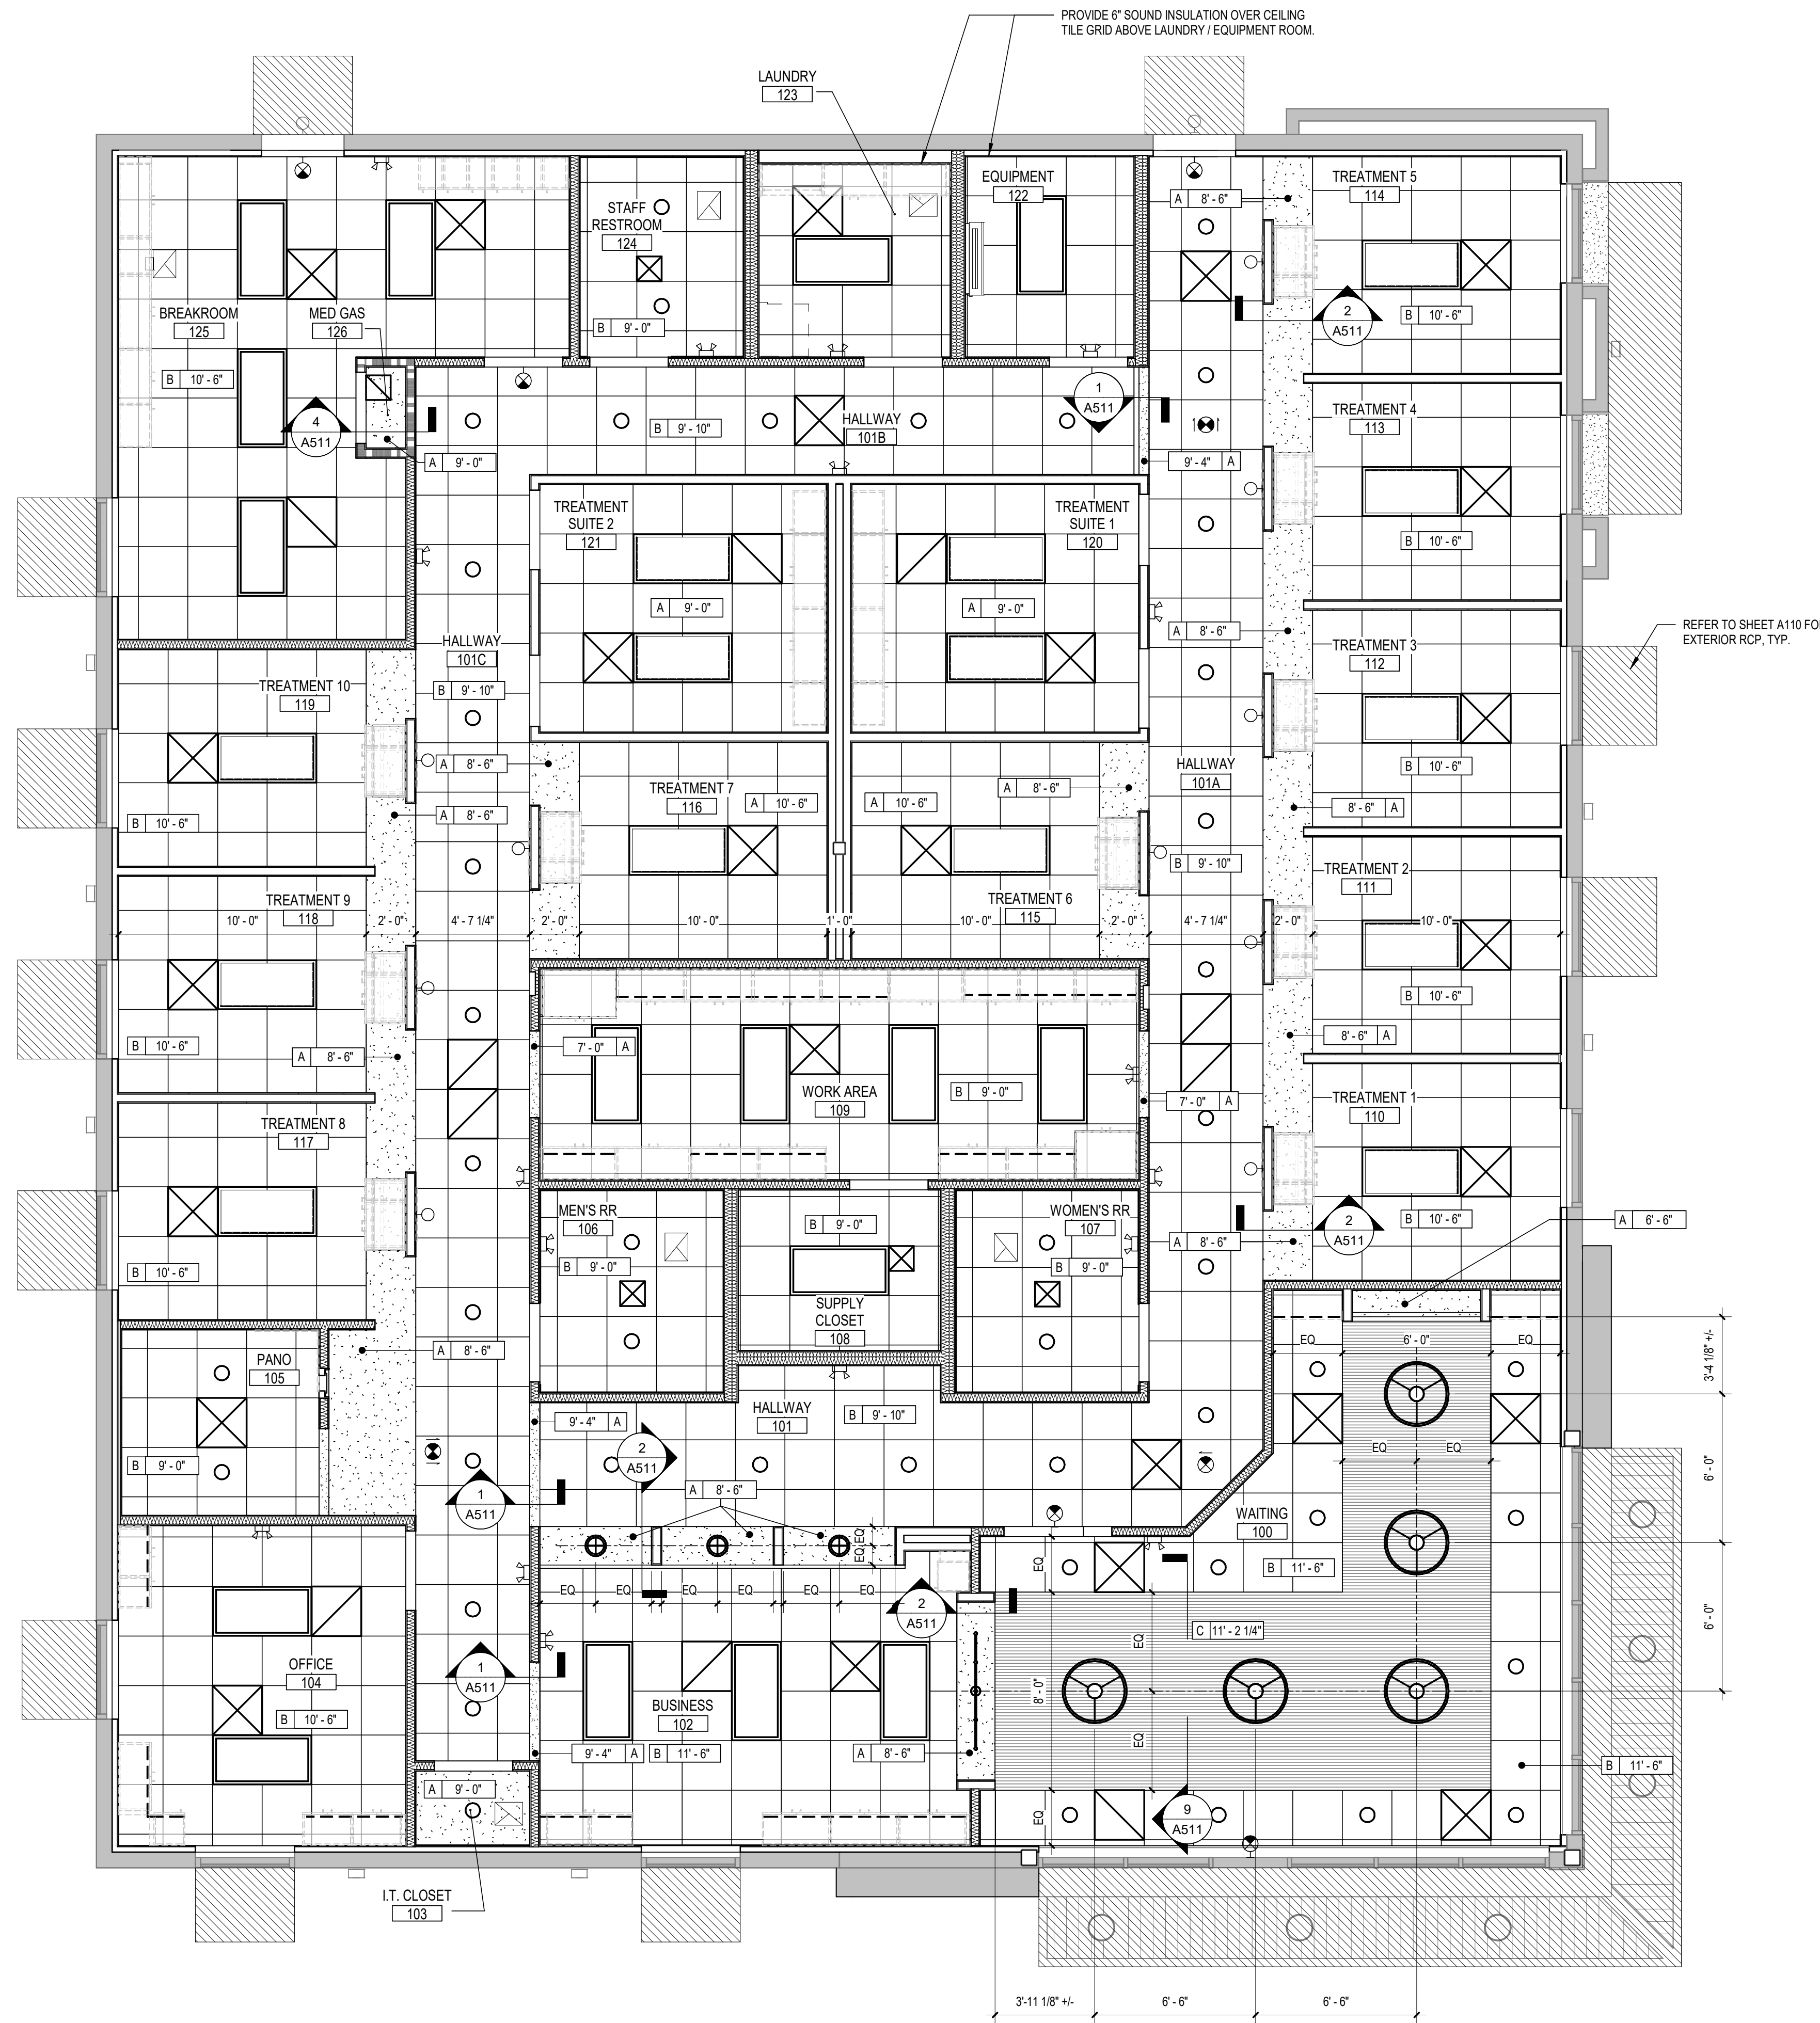 PROVIDE 6" SOUND INSULATION OVER CEILING
TILE GRID ABOVE LAUNDRY / EQUIPMENT ROOM.
LAUNDRY
123
EQUIPMENT
122
STAFF
RESTROOM
124
B 9' - 0"
TREATMENT 5
114
A 8' - 6"
B 10' - 6"
2
A511
BREAKROOM
125
B 10' - 6"
MED GAS
126
4
A511
A 9' - 0"
B 9' - 10"
HALLWAY
101B
1
A511
9' - 4" A
TREATMENT 4
113
B 10' - 6"
TREATMENT
SUITE 2
121
A 9' - 0"
TREATMENT
SUITE 1
120
A 9' - 0"
A 8' - 6"
TREATMENT 3
112
B 10' - 6"
REFER TO SHEET A110 FO
EXTERIOR RCP, TYP.
HALLWAY
101C
B 9' - 10"
TREATMENT 10
119
B 10' - 6"
A 8' - 6"
A 8' - 6"
TREATMENT 7
116
A 10' - 6"
A 10' - 6"
A 8' - 6"
TREATMENT 6
115
HALLWAY
101A
B 9' - 10"
8' - 6" A
TREATMENT 2
111
B 10' - 6"
8' - 6" A
TREATMENT 9
118
B 10' - 6"
A 8' - 6"
10' - 0"
2' - 0"
4' - 7 1/4"
2' - 0"
10' - 0"
1' - 0"
10' - 0"
2' - 0"
4' - 7 1/4"
2' - 0"
10' - 0"
7' - 0" A
WORK AREA
109
B 9' - 0"
7' - 0" A
TREATMENT 1
110
B 10' - 6"
TREATMENT 8
117
B 10' - 6"
MEN'S RR
106
B 9' - 0"
B 9' - 0"
SUPPLY
CLOSET
108
WOMEN'S RR
107
B 9' - 0"
A 8' - 6"
2
A511
A 6' - 6"
PANO
105
B 9' - 0"
A 8' - 6"
EQ
6' - 0"
EQ
3'-4 1/8" +/-
9' - 4" A
HALLWAY
101
B 9' - 10"
2
A511
A 8' - 6"
EQ
EQ
6' - 0"
1
A511
WAITING
100
B 11' - 6"
EQ
EQ
EQ
EQ
EQ
EQ
EQ
EQ
EQ
2
A511
6' - 0"
C 11' - 2 1/4"
EQ
8' - 0"
EQ
EQ
EQ
OFFICE
104
B 10' - 6"
1
A511
BUSINESS
102
9' - 4" A
B 11' - 6"
A 8' - 6"
B 11' - 6"
A 9' - 0"
9
A511
I.T. CLOSET
103
3'-11 1/8" +/-
6' - 6"
6' - 6"